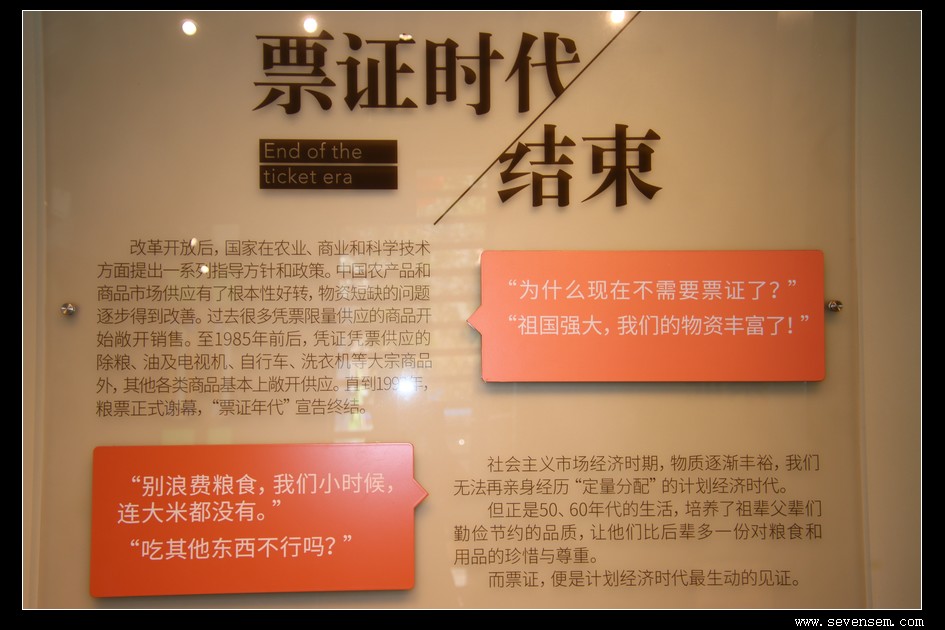 票证时代
结束
End of the
ticket era
改革开放后，国家在农业、商业和科学技术
方面提出一系列指导方针和政策。中国农产品和
商品市场供应有了根本性好转，物资短缺的问题
逐步得到改善。过去很多凭票限量供应的商品开
始敞开销售。至1985年前后，凭证凭票供应的
除粮、油及电视机、自行车、洗衣机等大宗商品
外，其他各类商品基本上敞开供应。直到199年，
粮票正式谢幕，“票证年代”宣告终结。
“别浪费粮食，我们小时候，
连大米都没有。”
“吃其他东西不行吗？”
“为什么现在不需要票证了？”
“祖国强大，我们的物资丰富了！”
社会主义市场经济时期，物质逐渐丰裕，我们
无法再亲身经历“定量分配”的计划经济时代。
但正是50、60年代的生活，培养了祖辈父辈们
勤俭节约的品质，让他们比后辈多一份对粮食和
用品的珍惜与尊重。
而票证，便是计划经济时代最生动的见证。
www.sevensem.com